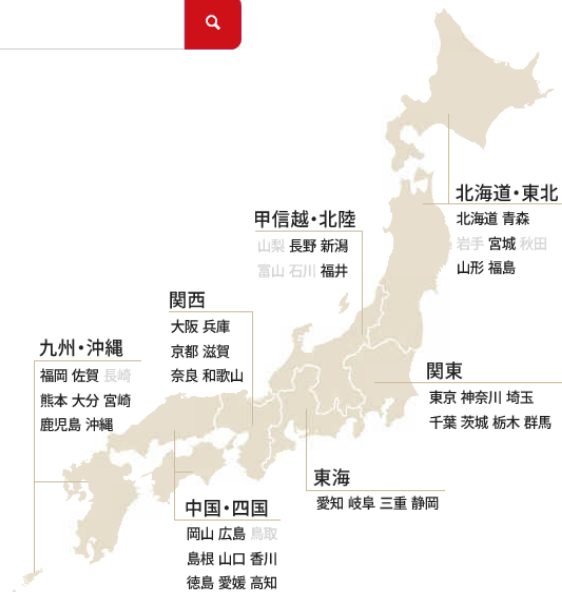 北海道・東北
北海道 青森
岩手 宮城 秋田
山形 福島
甲信越・北陸
山梨 長野 新潟
富山 石川 福井
関西
大阪 兵庫
京都 滋賀
奈良 和歌山
九州・沖縄
福岡 佐賀 長崎
熊本 大分 宮崎
鹿児島 沖縄
関東
東京 神奈川 埼玉
千葉 茨城 栃木 群馬
東海
愛知 岐阜 三重 静岡
中国・四国
岡山 広島 鳥取
島根 山口 香川
徳島 愛媛 高知